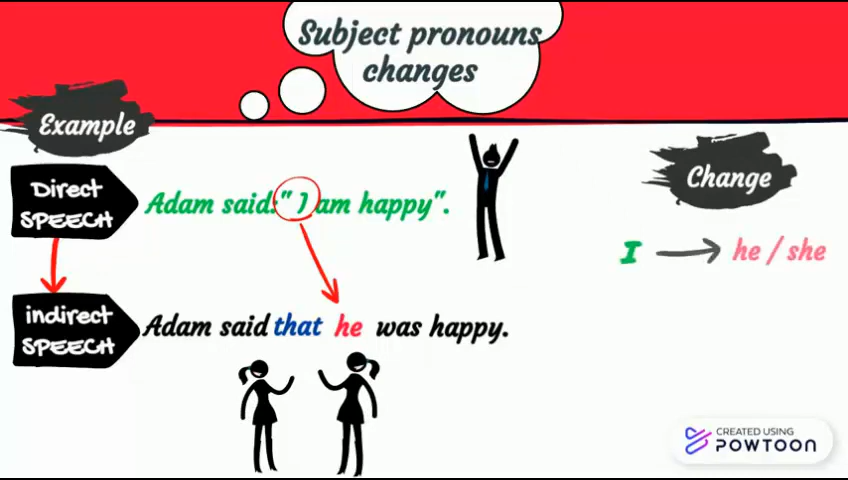 Subject pronouns
changes
Example
Direct
SPEECH
Adam said:" I am happy".
Change
I he / she
indirect
SPEECH
Adam said that he was happy.
CREATED USING
POWTOON